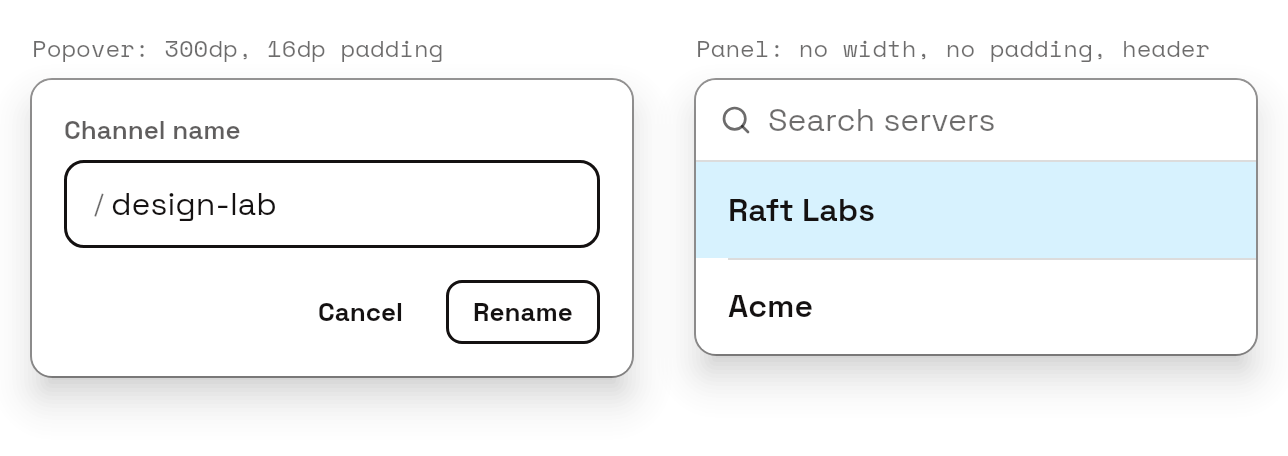 Popover: 300dp, 16dp padding
Channel name
/ design-lab
Cancel
Rename
Panel: no width, no padding, header
Search servers
Raft Labs
Acme